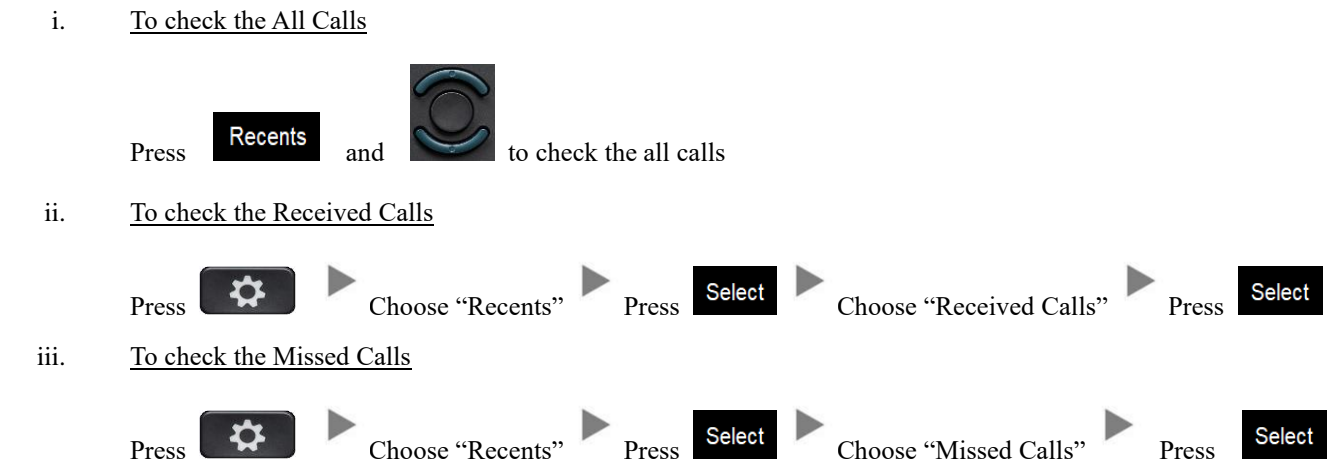 i. To check the All Calls
Press Recents and to check the all calls
ii. To check the Received Calls
Press Choose “Recents” Press Select Choose “Received Calls” Press Select
iii. To check the Missed Calls
Press Choose “Recents” Press Select Choose “Missed Calls” Press Select